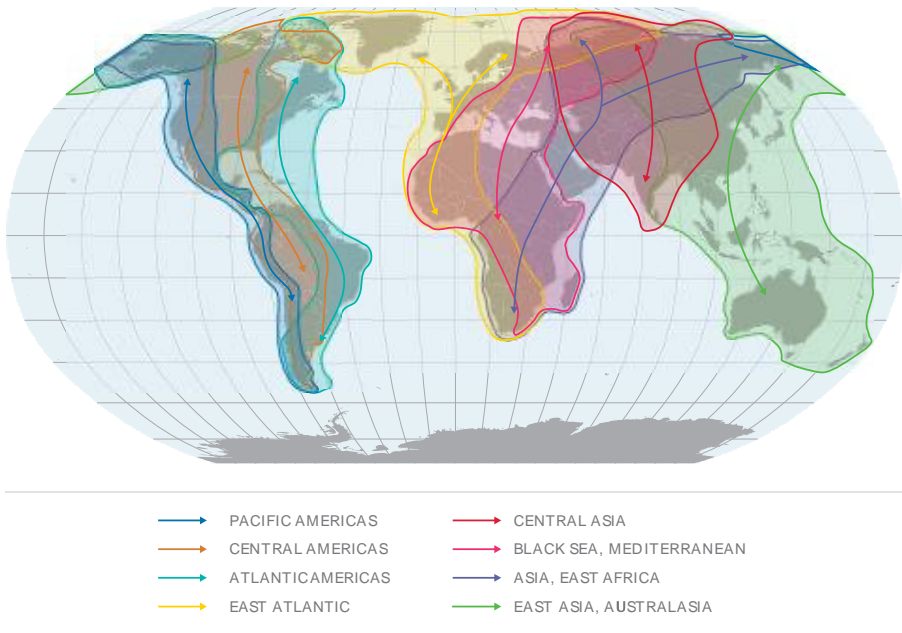 PACIFIC AMERICAS
CENTRAL AMERICAS
ATLANTIC AMERICAS
EAST ATLANTIC
CENTRAL ASIA
BLACK SEA, MEDITERRANEAN
ASIA, EAST AFRICA
EAST ASIA, AUSTRALASIA